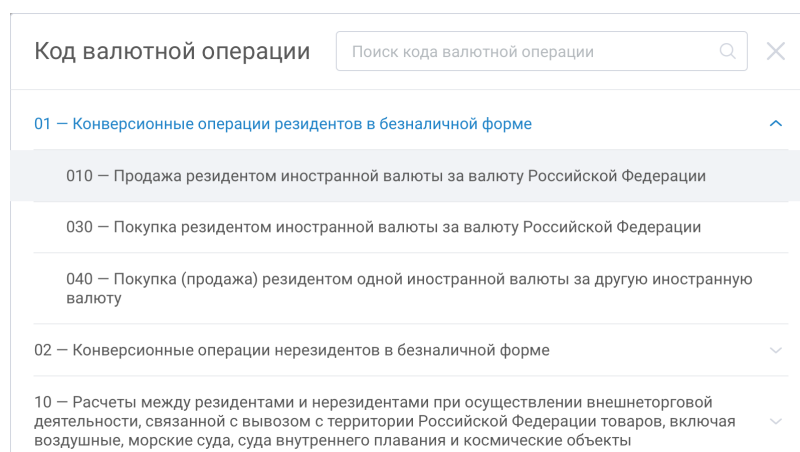 Код валютной операции
Поиск кода валютной операции
01 — Конверсионные операции резидентов в безналичной форме
010 — Продажа резидентом иностранной валюты за валюту Российской Федерации
030 — Покупка резидентом иностранной валюты за валюту Российской Федерации
040 — Покупка (продажа) резидентом одной иностранной валюты за другую иностранную
валюту
02 — Конверсионные операции нерезидентов в безналичной форме
10 — Расчеты между резидентами и нерезидентами при осуществлении внешнеторговой
деятельности, связанной с вывозом с территории Российской Федерации товаров, включая
воздушные, морские суда, суда внутреннего плавания и космические объекты